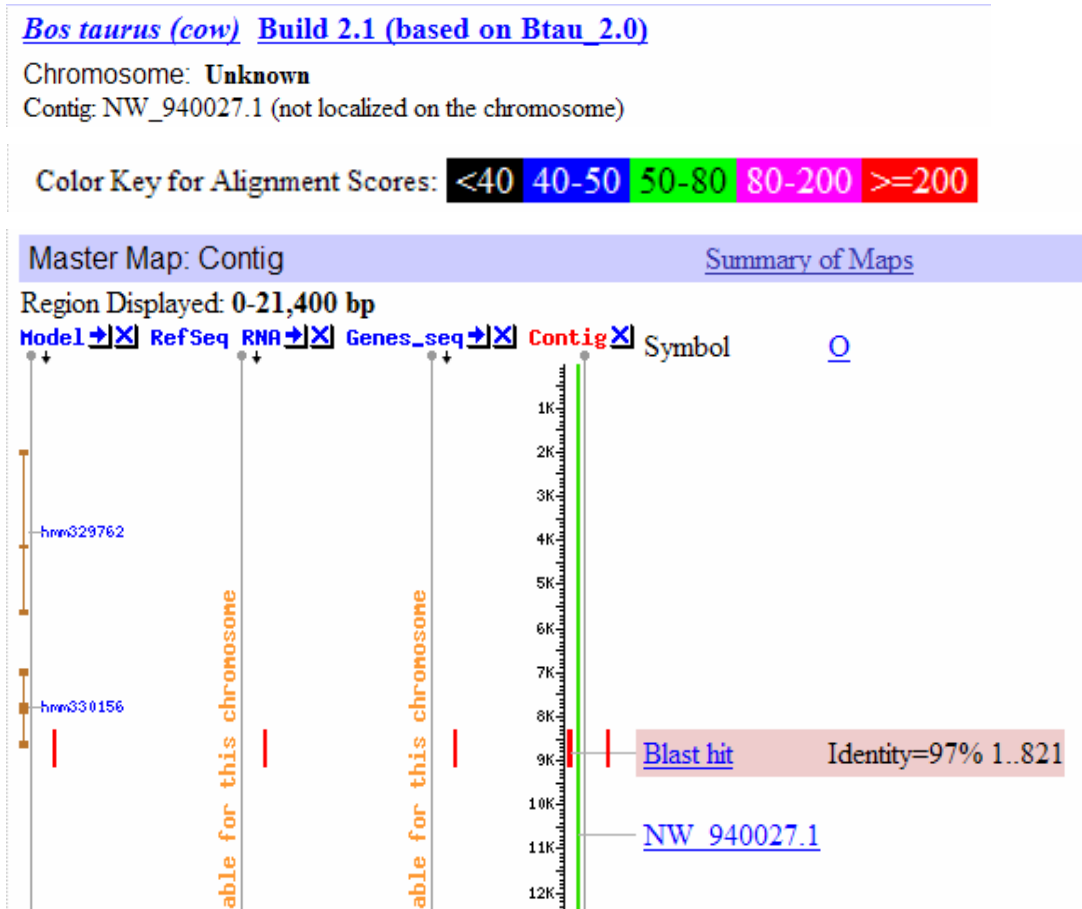 Bos taurus (cow) Build 2.1 (based on Btau_2.0)
Chromosome: Unknown
Contig: NW_940027.1 (not localized on the chromosome)
Color Key for Alignment Scores: <40 40-50 50-80 80-200 >=200
Master Map: Contig Summary of Maps
Region Displayed: 0-21,400 bp
Model RefSeq RNA Genes_seq Contig Symbol O
1K
2K
3K
hmm329762
4K
5K
6K
7K
hmm330156
8K
able for this chromosome
able for this chromosome
Blast hit Identity=97% 1..821
9K
10K
NW_940027.1
11K
12K